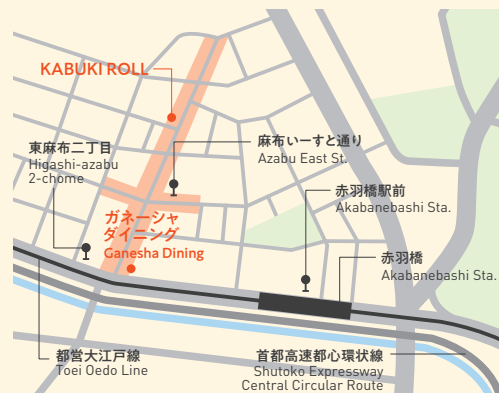 KABUKI ROLL
東麻布二丁目
Higashi-azabu
2-chome
麻布いーすと通り
Azabu East St.
赤羽橋駅前
Akabanebashi Sta.
ガネーシャ
ダイニング
Ganesha Dining
赤羽橋
Akabanebashi Sta.
都営大江戸線
Toei Oedo Line
首都高速都心環状線
Shutoko Expressway
Central Circular Route